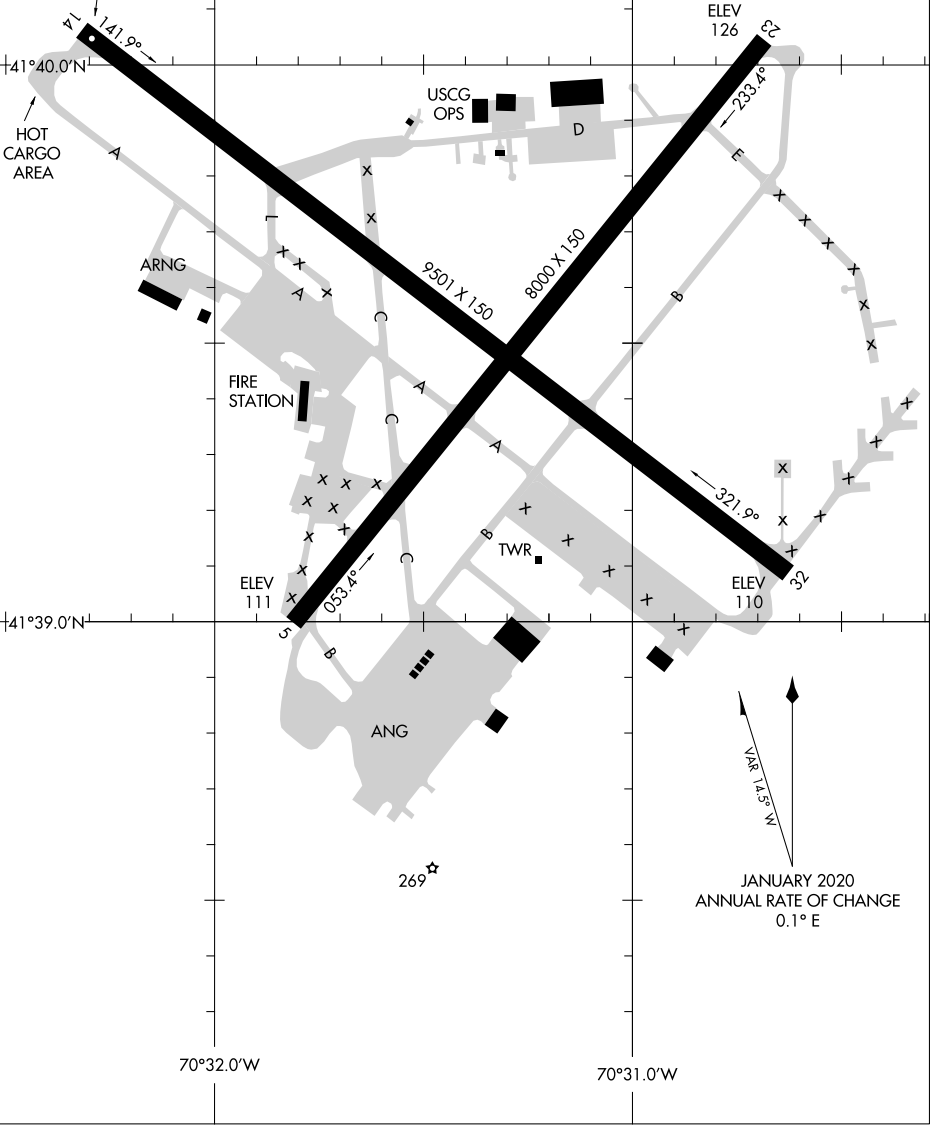 ELEV
126
23
14
141.9°
41°40.0'N
233.4°
USCG
OPS
D
HOT
CARGO
AREA
A
E
x
x
x
L
x
x
x
x
ARNG
A
x
9501 X 150
8000 X 150
B
x
x
x
x
C
FIRE
STATION
A
C
A
x
x
x
x
x
x
x
x
x
x
x
321.9°
x
x
x
B
x
x
x
TWR
C
x
x
x
ELEV
111
053.4°
x
x
ELEV
110
32
41°39.0'N
5
x
B
ANG
VAR 14.5° W
269
JANUARY 2020
ANNUAL RATE OF CHANGE
0.1° E
70°32.0'W
70°31.0'W